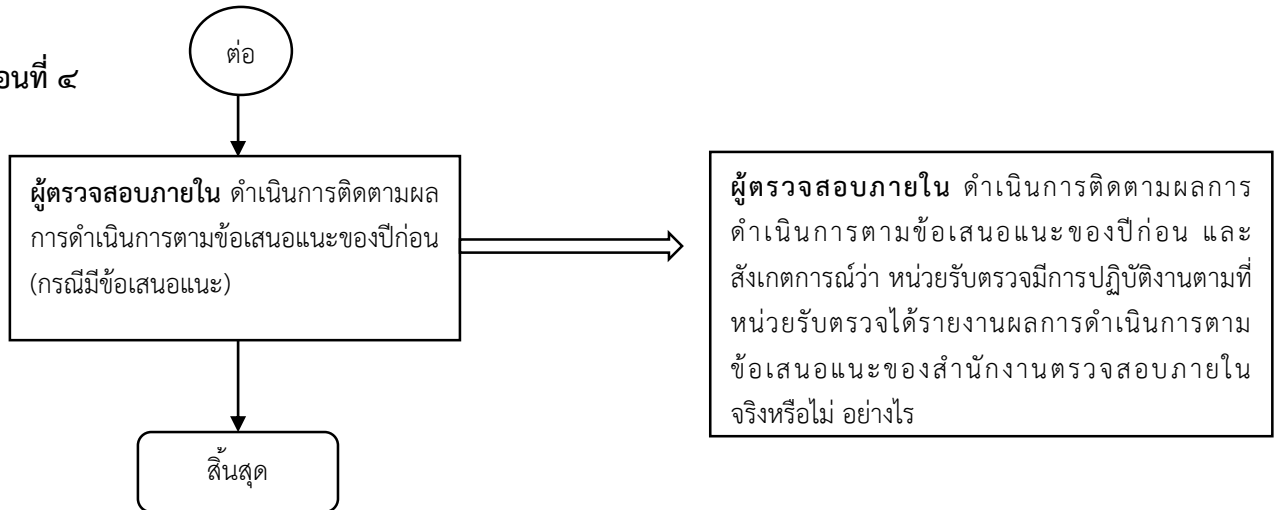 ต่อ
อนที่ ๔
ผู้ตรวจสอบภายใน ดำเนินการติดตามผล
การดำเนินการตามข้อเสนอแนะของปีก่อน
(กรณีมีข้อเสนอแนะ)
ผู้ตรวจสอบภายใน ดำเนินการติดตามผลการ
ดำเนินการตามข้อเสนอแนะของปีก่อน และ
สังเกตการณ์ว่า หน่วยรับตรวจมีการปฏิบัติงานตามที่
หน่วยรับตรวจได้รายงานผลการดำเนินการตาม
ข้อเสนอแนะของสำนักงานตรวจสอบภายใน
จริงหรือไม่ อย่างไร
สิ้นสุด